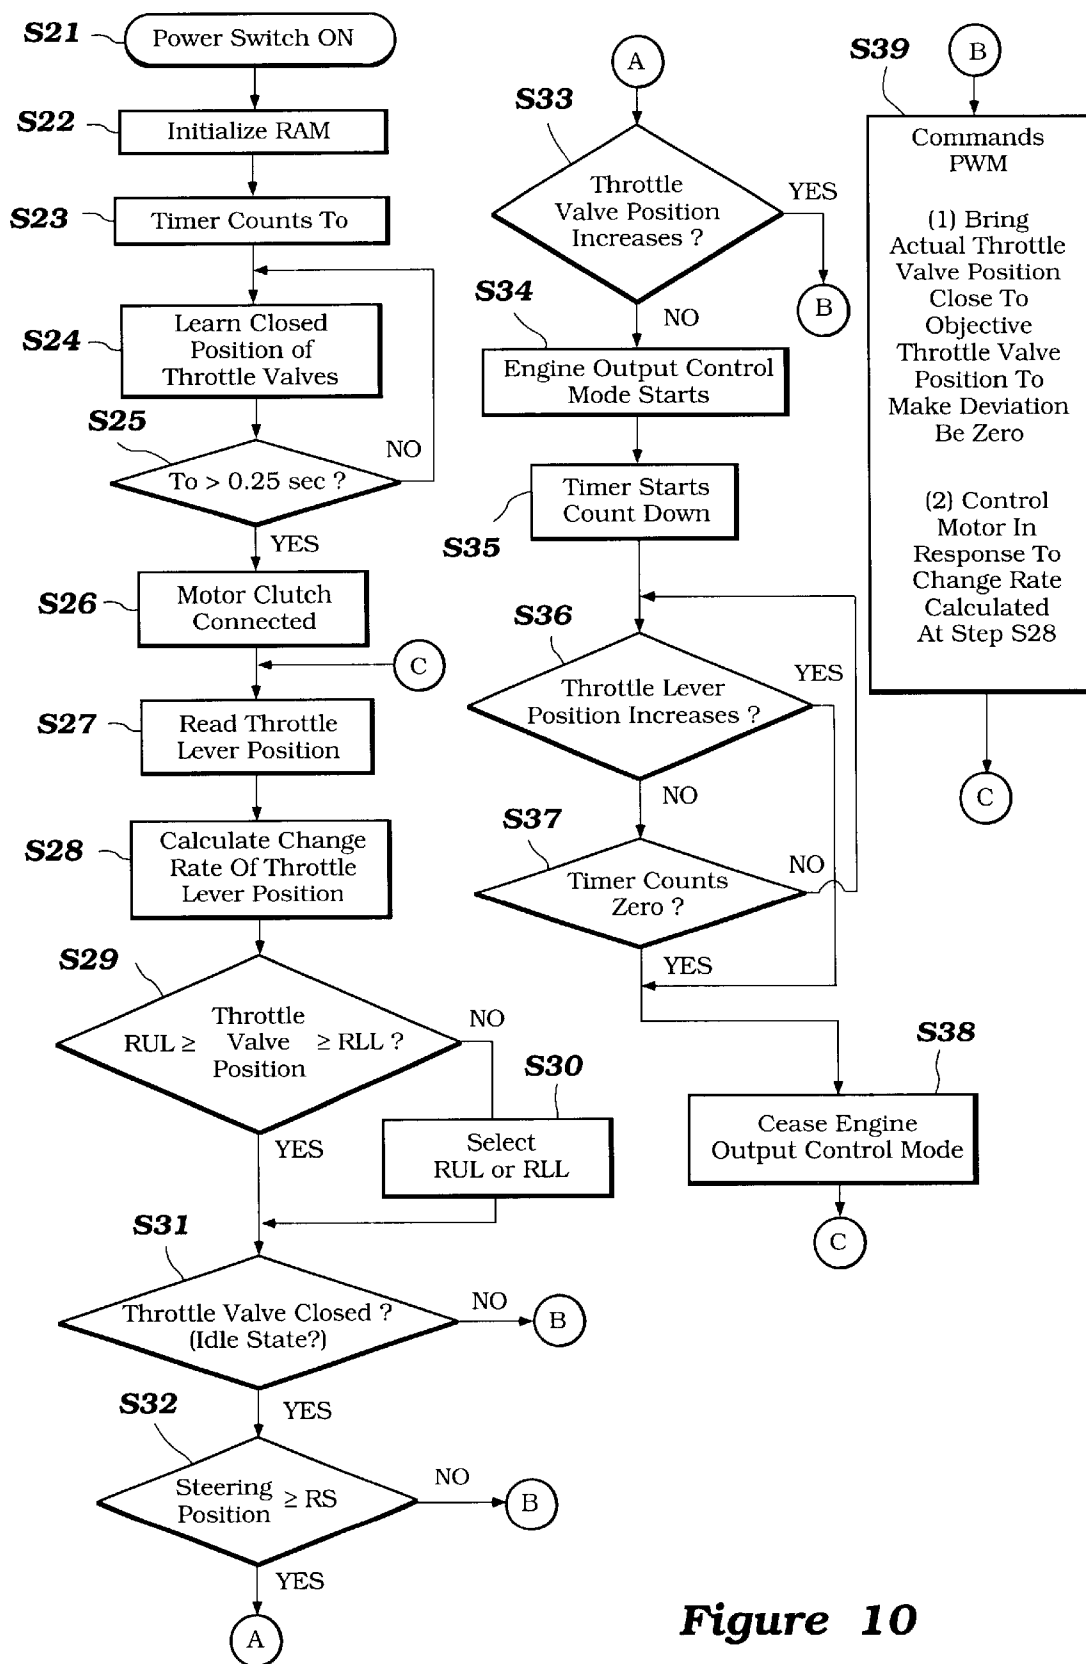 S21
Power Switch ON
S22
Initialize RAM
S23
Timer Counts To
S24
Learn Closed
Position of
Throttle Valves
S25
To > 0.25 sec ?
NO
YES
S26
Motor Clutch
Connected
C
S27
Read Throttle
Lever Position
S28
Calculate Change
Rate Of Throttle
Lever Position
S29
RUL ≥ Throttle Valve Position ≥ RLL ?
NO
YES
S30
Select
RUL or RLL
S31
Throttle Valve Closed ?
(Idle State?)
NO
B
YES
S32
Steering
Position ≥ RS
NO
B
YES
A
A
S33
Throttle
Valve Position
Increases ?
YES
B
NO
S34
Engine Output Control
Mode Starts
S35
Timer Starts
Count Down
S36
Throttle Lever
Position Increases ?
YES
NO
S37
Timer Counts
Zero ?
NO
YES
S38
Cease Engine
Output Control Mode
C
B
S39
Commands
PWM
(1) Bring
Actual Throttle
Valve Position
Close To
Objective
Throttle Valve
Position To
Make Deviation
Be Zero
(2) Control
Motor In
Response To
Change Rate
Calculated
At Step S28
C
Figure 10